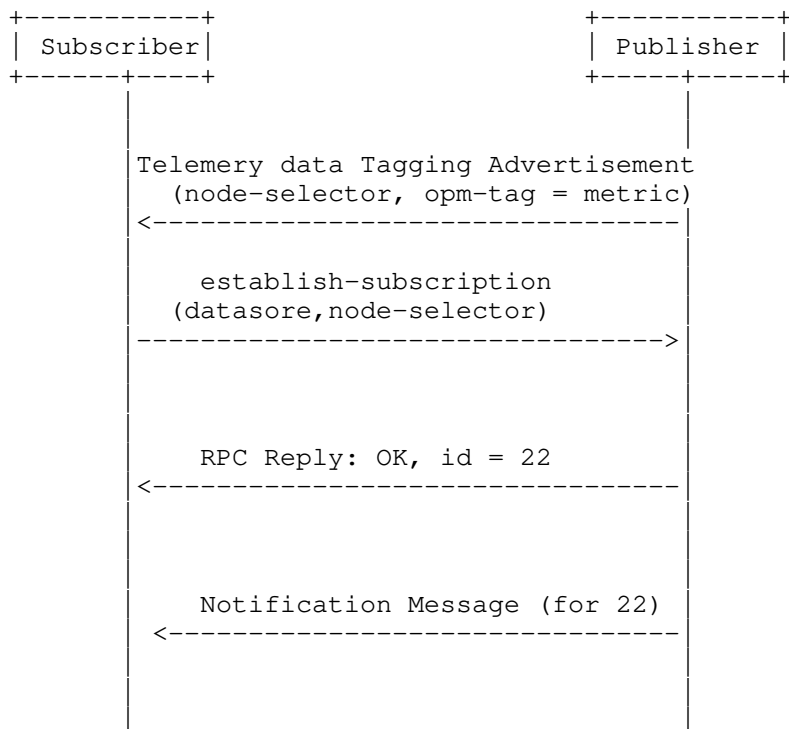 Subscriber
Publisher
Telemery data Tagging Advertisement
(node-selector, opm-tag = metric)
establish-subscription
(datasore,node-selector)
RPC Reply: OK, id = 22
Notification Message (for 22)